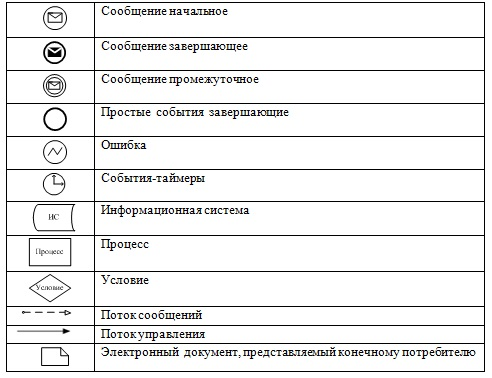 Сообщение начальное
Сообщение завершающее
Сообщение промежуточное
Простые события завершающие
Ошибка
События-таймеры
ИС
Информационная система
Процесс
Процесс
Условие
Условие
Поток сообщений
Поток управления
Электронный документ, представляемый конечному потребителю